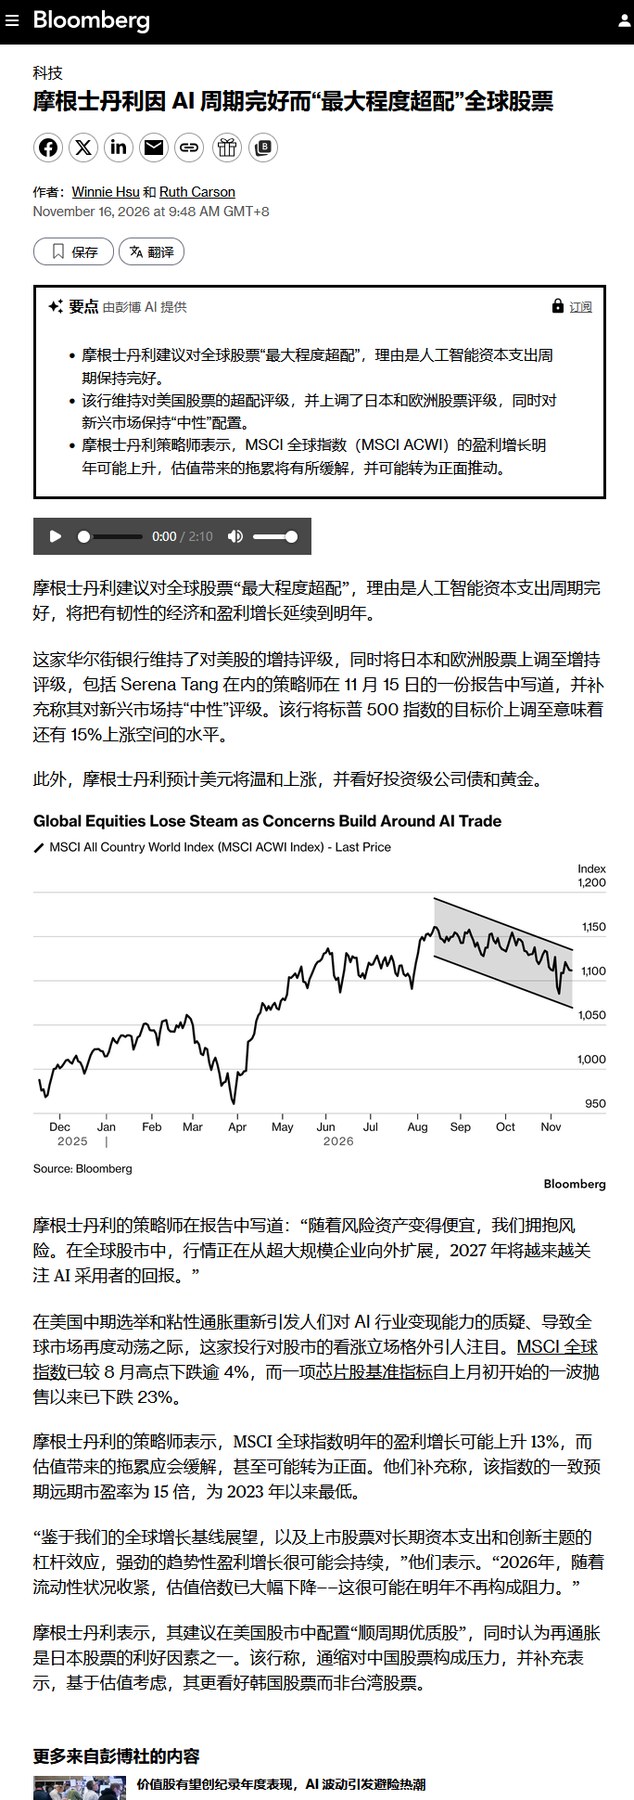 Bloomberg
科技
摩根士丹利因 AI 周期完好而“最大程度超配”全球股票
作者：Winnie Hsu 和 Ruth Carson
November 16, 2026 at 9:48 AM GMT+8
保存
翻译
要点 由彭博 AI 提供
订阅
• 摩根士丹利建议对全球股票“最大程度超配”，理由是人工智能资本支出周
期保持完好。
• 该行维持对美国股票的超配评级，并上调了日本和欧洲股票评级，同时对
新兴市场保持“中性”配置。
• 摩根士丹利策略师表示，MSCI 全球指数（MSCI ACWI）的盈利增长明
年可能上升，估值带来的拖累将有所缓解，并可能转为正面推动。
0:00 / 2:10
摩根士丹利建议对全球股票“最大程度超配”，理由是人工智能资本支出周期完
好，将把有韧性的经济和盈利增长延续到明年。
这家华尔街银行维持了对美股的增持评级，同时将日本和欧洲股票上调至增持
评级，包括 Serena Tang 在内的策略师在 11 月 15 日的一份报告中写道，并补
充称其对新兴市场持“中性”评级。该行将标普 500 指数的目标价上调至意味着
还有 15%上涨空间的水平。
此外，摩根士丹利预计美元将温和上涨，并看好投资级公司债和黄金。
Global Equities Lose Steam as Concerns Build Around AI Trade
MSCI All Country World Index (MSCI ACWI Index) - Last Price
Index
1,200
1,150
1,100
1,050
1,000
950
Dec Jan Feb Mar Apr May Jun Jul Aug Sep Oct Nov
2025 | 2026
Source: Bloomberg
Bloomberg
摩根士丹利的策略师在报告中写道：“随着风险资产变得便宜，我们拥抱风
险。在全球股市中，行情正在从超大规模企业向外扩展，2027 年将越来越关
注 AI 采用者的回报。”
在美国中期选举和粘性通胀重新引发人们对 AI 行业变现能力的质疑、导致全
球市场再度动荡之际，这家投行对股市的看涨立场格外引人注目。MSCI 全球
指数已较 8 月高点下跌逾 4%，而一项芯片股基准指标自上月初开始的一波抛
售以来已下跌 23%。
摩根士丹利的策略师表示，MSCI 全球指数明年的盈利增长可能上升 13%，而
估值带来的拖累应会缓解，甚至可能转为正面。他们补充称，该指数的一致预
期远期市盈率为 15 倍，为 2023 年以来最低。
“鉴于我们的全球增长基线展望，以及上市股票对长期资本支出和创新主题的
杠杆效应，强劲的趋势性盈利增长很可能会持续，”他们表示。“2026年，随着
流动性状况收紧，估值倍数已大幅下降——这很可能在明年不再构成阻力。”
摩根士丹利表示，其建议在美国股市中配置“顺周期优质股”，同时认为再通胀
是日本股票的利好因素之一。该行称，通缩对中国股票构成压力，并补充表
示，基于估值考虑，其更看好韩国股票而非台湾股票。
更多来自彭博社的内容
价值股有望创纪录年度表现，AI 波动引发避险热潮